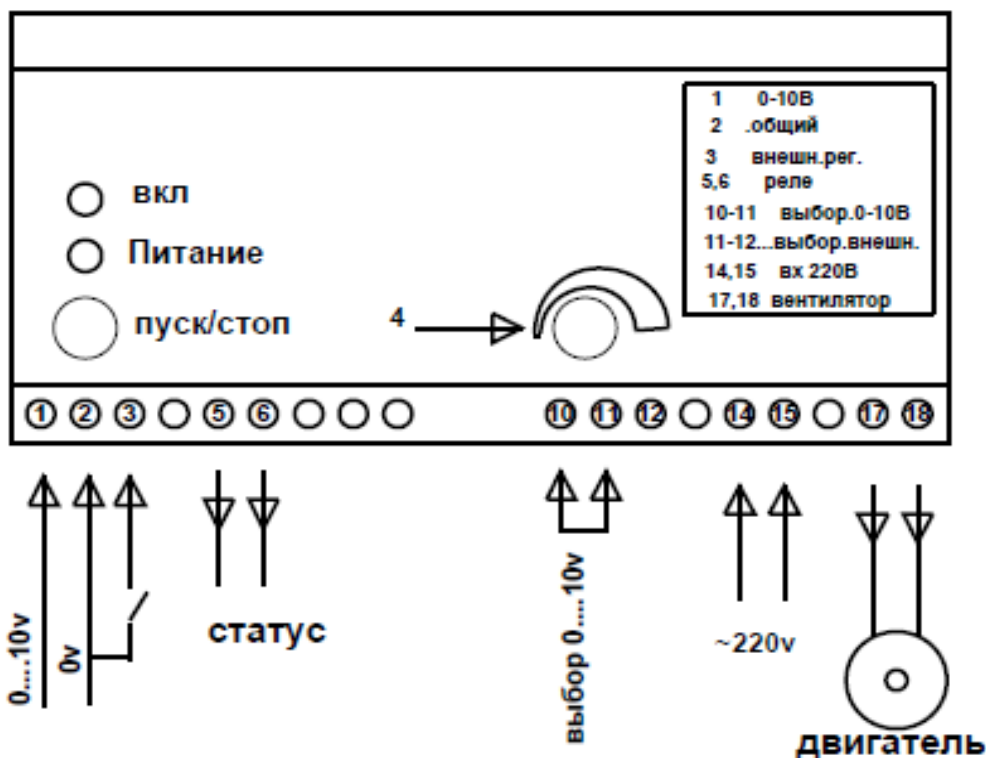 1 0-10В
2 .общий
3 внешн.рег.
5,6 реле
10-11 выбор.0-10В
11-12...выбор.внешн.
14,15 вх 220В
17,18 вентилятор
вкл
Питание
пуск/стоп
4
1 2 3 5 6 10 11 12 14 15 17 18
0....10v
0v
статус
выбор 0....10v
~220v
двигатель